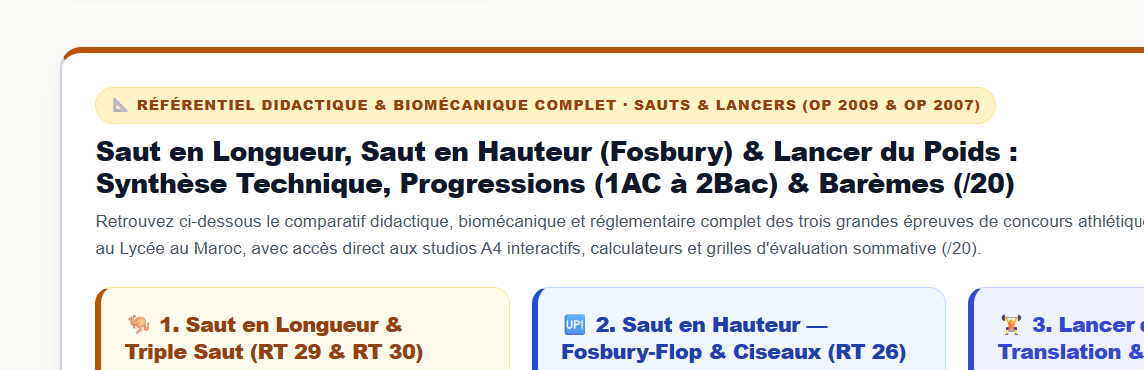 RÉFÉRENTIEL DIDACTIQUE & BIOMÉCANIQUE COMPLET · SAUTS & LANCERS (OP 2009 & OP 2007)
Saut en Longueur, Saut en Hauteur (Fosbury) & Lancer du Poids :
Synthèse Technique, Progressions (1AC à 2Bac) & Barèmes (/20)
Retrouvez ci-dessous le comparatif didactique, biomécanique et réglementaire complet des trois grandes épreuves de concours
au Lycée au Maroc, avec accès direct aux studios A4 interactifs, calculateurs et grilles d'évaluation sommative (/20).
1. Saut en Longueur &
Triple Saut (RT 29 & RT 30)
UP!
2. Saut en Hauteur —
Fosbury-Flop & Ciseaux (RT 26)
3. Lancer
Translation &